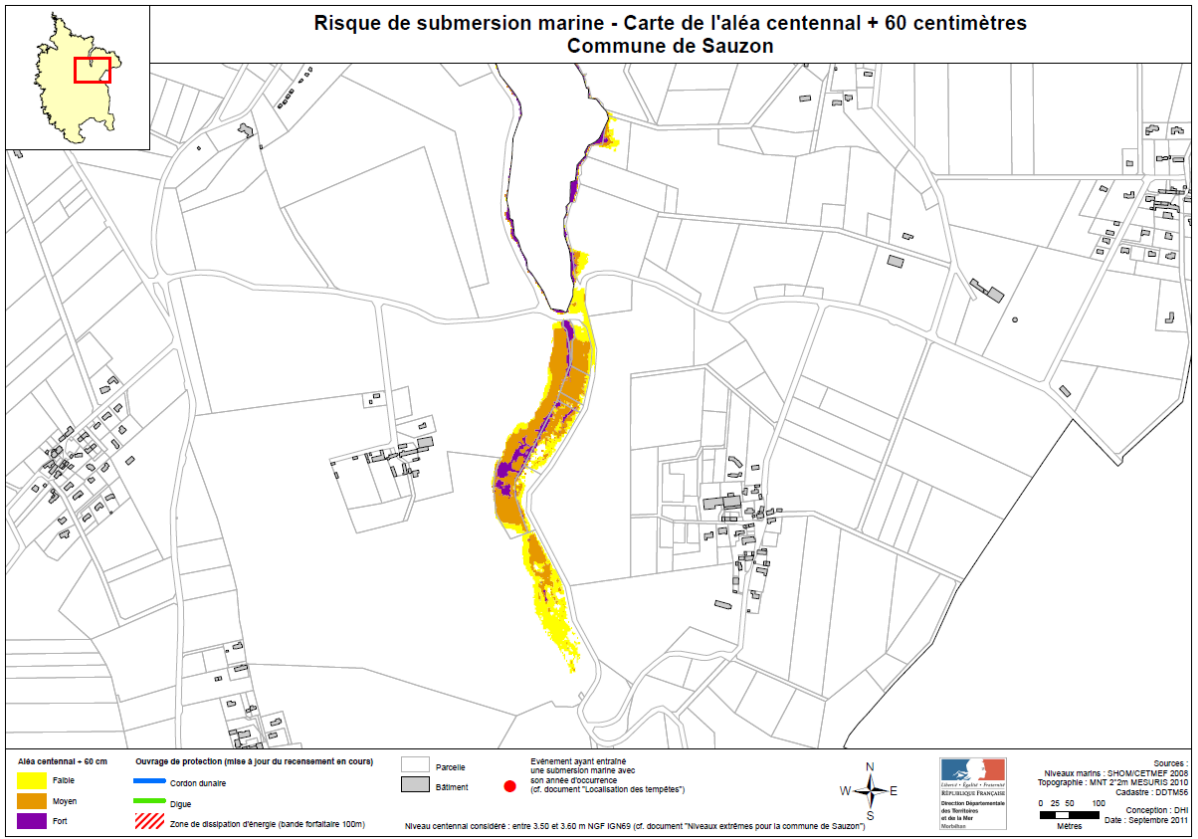 Risque de submersion marine - Carte de l'aléa centennal + 60 centimètres
Commune de Sauzon
Aléa centennal + 60 cm
Faible
Moyen
Fort
Ouvrage de protection (mise à jour du recensement en cours)
Cordon dunaire
Digue
Zone de dissipation d'énergie (bande forfaitaire 100m)
Parcelle
Bâtiment
Evènement ayant entraîné
une submersion marine avec
son année d'occurrence
(cf. document "Localisation des tempêtes")
Niveau centennal considéré : entre 3.50 et 3.60 m NGF IGN69 (cf. document "Niveaux extrêmes pour la commune de Sauzon")
N
W
E
S
Liberté • Égalité • Fraternité
RÉPUBLIQUE FRANÇAISE
Direction Départementale
des Territoires
et de la Mer
Morbihan
Sources :
Niveaux marins : SHOM/CETMEF 2008
Topographie : MNT 2*2m MESURIS 2010
Cadastre : DDTM56
0 25 50 100
Mètres
Conception : DHI
Date : Septembre 2011